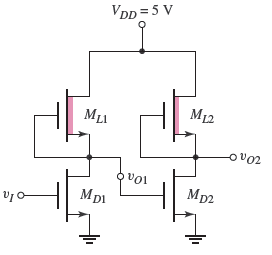 V_DD = 5 V
M_L1
M_L2
v_O2
v_O1
v_I
M_D1
M_D2